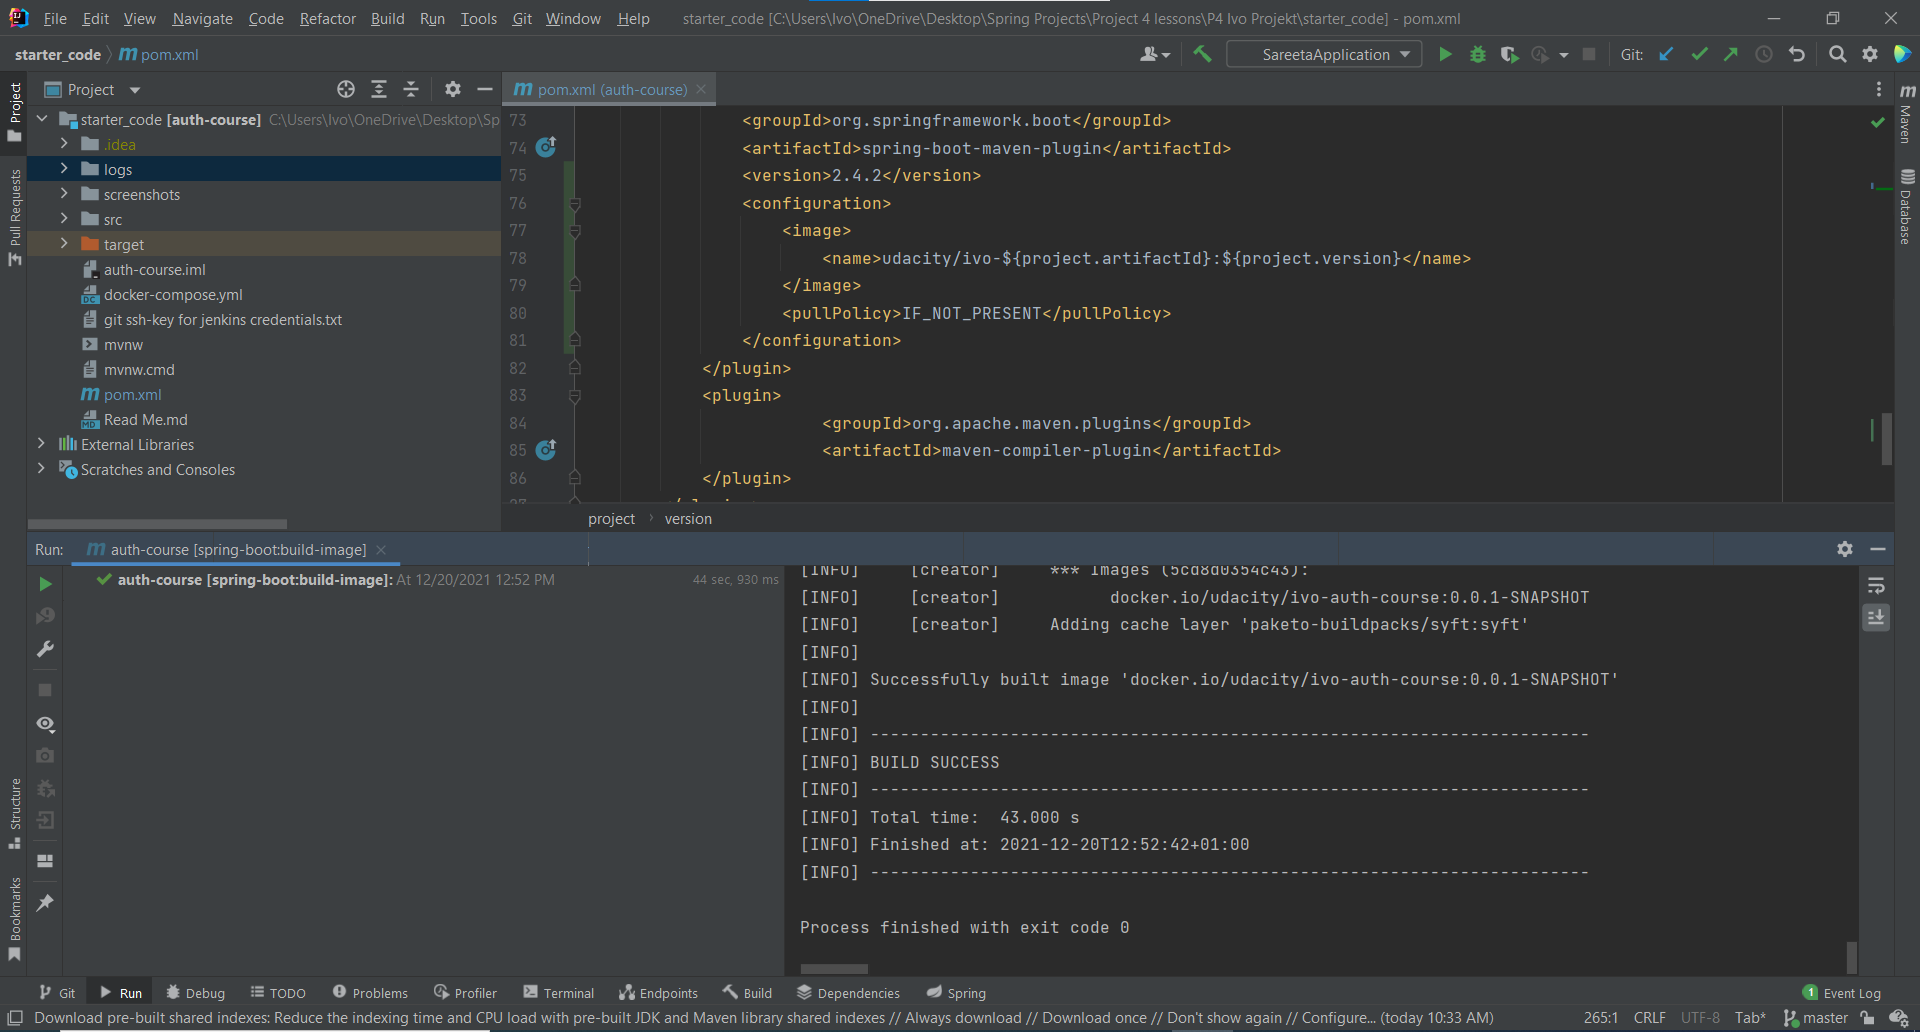 File Edit View Navigate Code Refactor Build Run Tools Git Window Help starter_code [C:\Users\Ivo\OneDrive\Desktop\Spring Projects\Project 4 lessons\P4 Ivo Projekt\starter_code] - pom.xml
starter_code pom.xml SareetaApplication Git:
Project pom.xml (auth-course)
starter_code [auth-course] C:\Users\Ivo\OneDrive\Desktop\Sp
.idea
logs
screenshots
src
target
auth-course.iml
docker-compose.yml
git ssh-key for jenkins credentials.txt
mvnw
mvnw.cmd
pom.xml
Read Me.md
External Libraries
Scratches and Consoles
73 <groupId>org.springframework.boot</groupId>
74 <artifactId>spring-boot-maven-plugin</artifactId>
75 <version>2.4.2</version>
76 <configuration>
77 <image>
78 <name>udacity/ivo-${project.artifactId}:${project.version}</name>
79 </image>
80 <pullPolicy>IF_NOT_PRESENT</pullPolicy>
81 </configuration>
82 </plugin>
83 <plugin>
84 <groupId>org.apache.maven.plugins</groupId>
85 <artifactId>maven-compiler-plugin</artifactId>
86 </plugin>
project version
Project
Pull Requests
Structure
Bookmarks
Maven
Database
Run: auth-course [spring-boot:build-image]
auth-course [spring-boot:build-image]: At 12/20/2021 12:52 PM 44 sec, 930 ms
[INFO] [creator] *** Images (5cd8d0354c43):
[INFO] [creator] docker.io/udacity/ivo-auth-course:0.0.1-SNAPSHOT
[INFO] [creator] Adding cache layer 'paketo-buildpacks/syft:syft'
[INFO]
[INFO] Successfully built image 'docker.io/udacity/ivo-auth-course:0.0.1-SNAPSHOT'
[INFO]
[INFO] ------------------------------------------------------------------------
[INFO] BUILD SUCCESS
[INFO] ------------------------------------------------------------------------
[INFO] Total time:  43.000 s
[INFO] Finished at: 2021-12-20T12:52:42+01:00
[INFO] ------------------------------------------------------------------------
Process finished with exit code 0
Git Run Debug TODO Problems Profiler Terminal Endpoints Build Dependencies Spring 1 Event Log
Download pre-built shared indexes: Reduce the indexing time and CPU load with pre-built JDK and Maven library shared indexes // Always download // Download once // Don't show again // Configure... (today 10:33 AM) 265:1 CRLF UTF-8 Tab* master